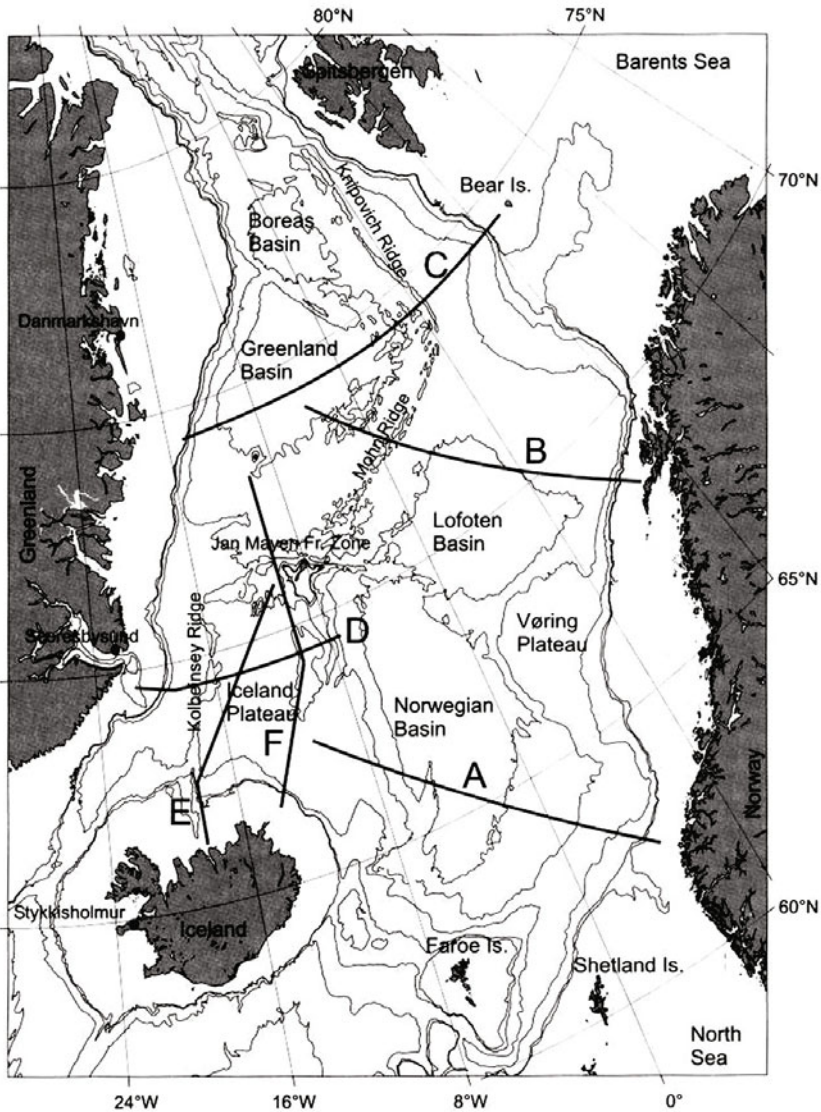 80°N
75°N
Barents Sea
Spitsbergen
70°N
Bear Is.
Knipovich Ridge
Boreas
Basin
C
Danmarkshavn
Greenland
Basin
Mohn Ridge
B
Greenland
Lofoten
Basin
Jan Mayen Fr. Zone
65°N
Vøring
Plateau
D
Kolbeinsey Ridge
Iceland
Plateau
Norwegian
Basin
F
A
Norway
E
Stykkisholmur
Iceland
60°N
Faroe Is.
Shetland Is.
North
Sea
24°W
16°W
8°W
0°